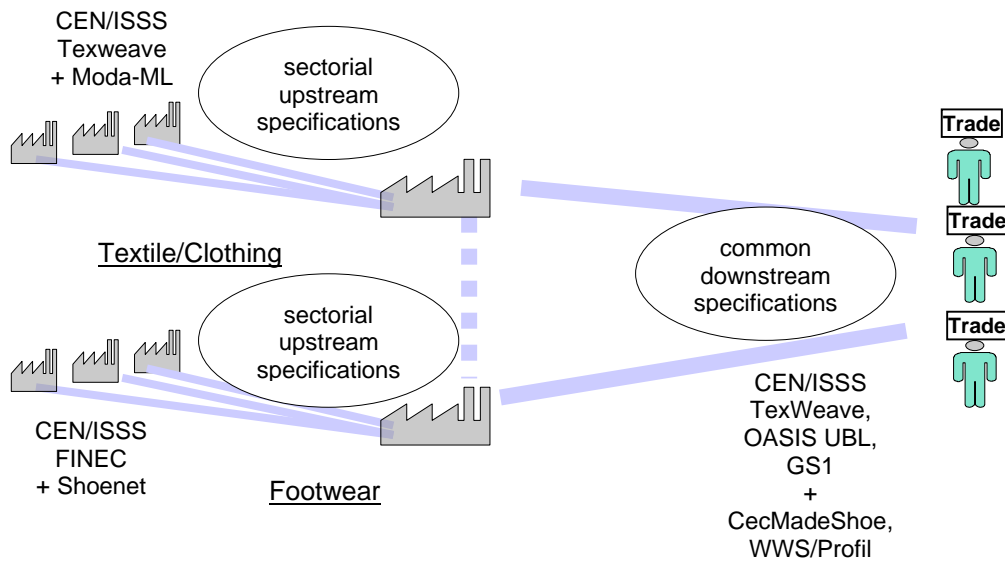 CEN/ISSS
Texweave
+ Moda-ML
sectorial
upstream
specifications
Textile/Clothing
sectorial
upstream
specifications
CEN/ISSS
FINEC
+ Shoenet
Footwear
common
downstream
specifications
Trade
Trade
Trade
CEN/ISSS
TexWeave,
OASIS UBL,
GS1
+
CecMadeShoe,
WWS/Profil